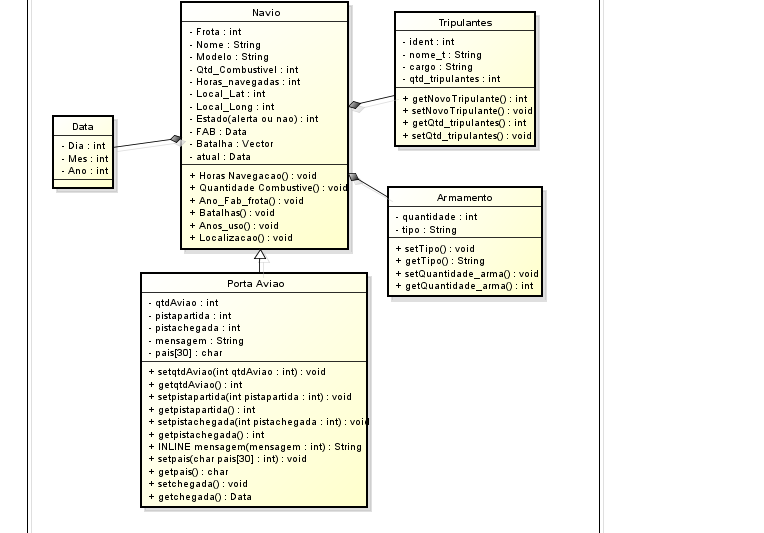 Navio
- Frota : int
- Nome : String
- Modelo : String
- Qtd_Combustivel : int
- Horas_navegadas : int
- Local_Lat : int
- Local_Long : int
- Estado(alerta ou nao) : int
- FAB : Data
- Batalha : Vector
- atual : Data
+ Horas Navegacao() : void
+ Quantidade Combustive() : void
+ Ano_Fab_frota() : void
+ Batalhas() : void
+ Anos_uso() : void
+ Localizacao() : void
Tripulantes
- ident : int
- nome_t : String
- cargo : String
- qtd_tripulantes : int
+ getNovoTripulante() : int
+ setNovoTripulante() : void
+ getQtd_tripulantes() : int
+ setQtd_tripulantes() : void
Data
- Dia : int
- Mes : int
- Ano : int
Armamento
- quantidade : int
- tipo : String
+ setTipo() : void
+ getTipo() : String
+ setQuantidade_arma() : void
+ getQuantidade_arma() : int
Porta Aviao
- qtdAviao : int
- pistapartida : int
- pistachegada : int
- mensagem : String
- pais[30] : char
+ setqtdAviao(int qtdAviao : int) : void
+ getqtdAviao() : int
+ setpistapartida(int pistapartida : int) : void
+ getpistapartida() : int
+ setpistachegada(int pistachegada : int) : void
+ getpistachegada() : int
+ INLINE mensagem(mensagem : int) : String
+ setpais(char pais[30] : int) : void
+ getpais() : char
+ setchegada() : void
+ getchegada() : Data